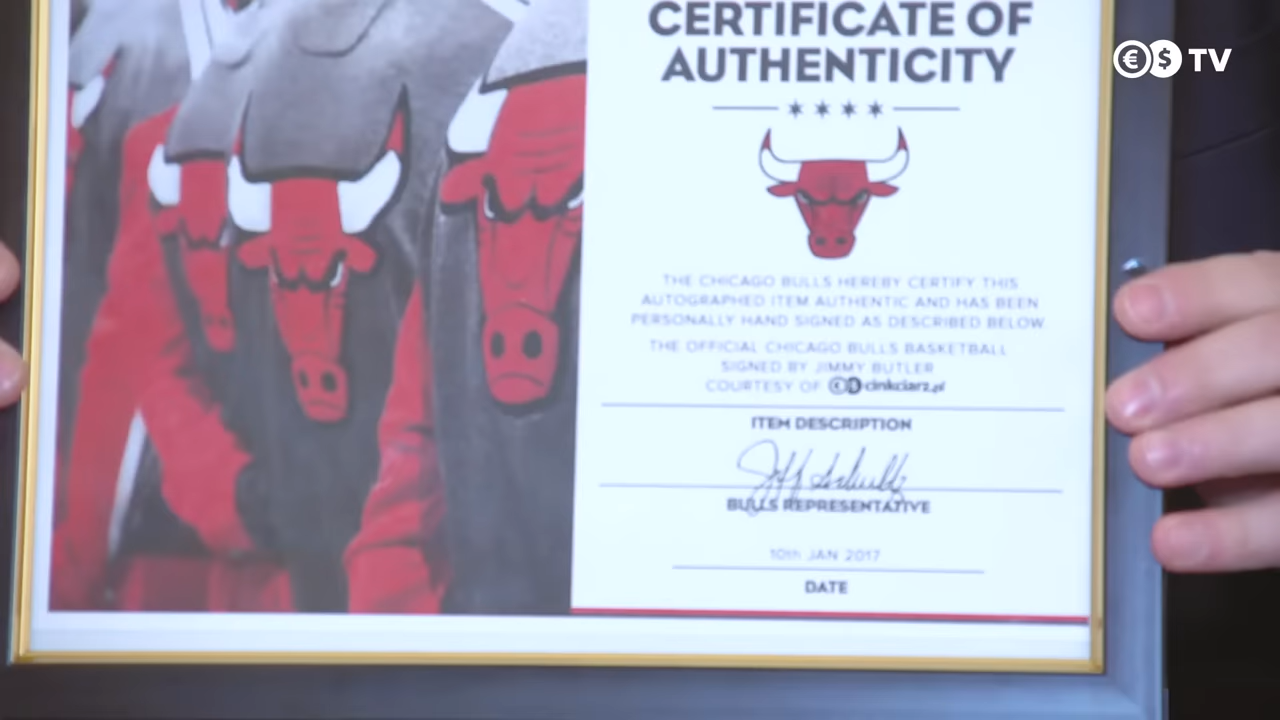 CERTIFICATE OF
AUTHENTICITY
€$ TV
THE CHICAGO BULLS HEREBY CERTIFY THIS
AUTOGRAPHED ITEM AUTHENTIC AND HAS BEEN
PERSONALLY HAND SIGNED AS DESCRIBED BELOW
THE OFFICIAL CHICAGO BULLS BASKETBALL
SIGNED BY JIMMY BUTLER
COURTESY OF €$ cinkciarz.pl
ITEM DESCRIPTION
BULLS REPRESENTATIVE
10th JAN 2017
DATE